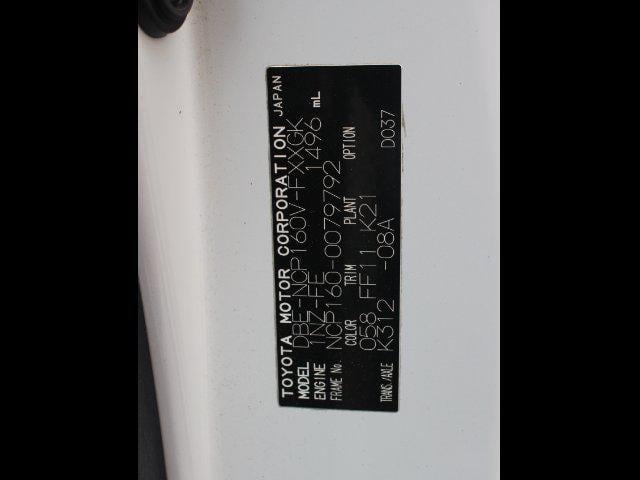 TOYOTA MOTOR CORPORATION JAPAN
MODEL DBE-NCP160V-FXXGK
ENGINE 1NZ-FE 1496 mL
FRAME No. NCP160-0079792
COLOR TRIM PLANT OPTION
058 FF11 K21
TRANS./AXLE K312 -08A D037